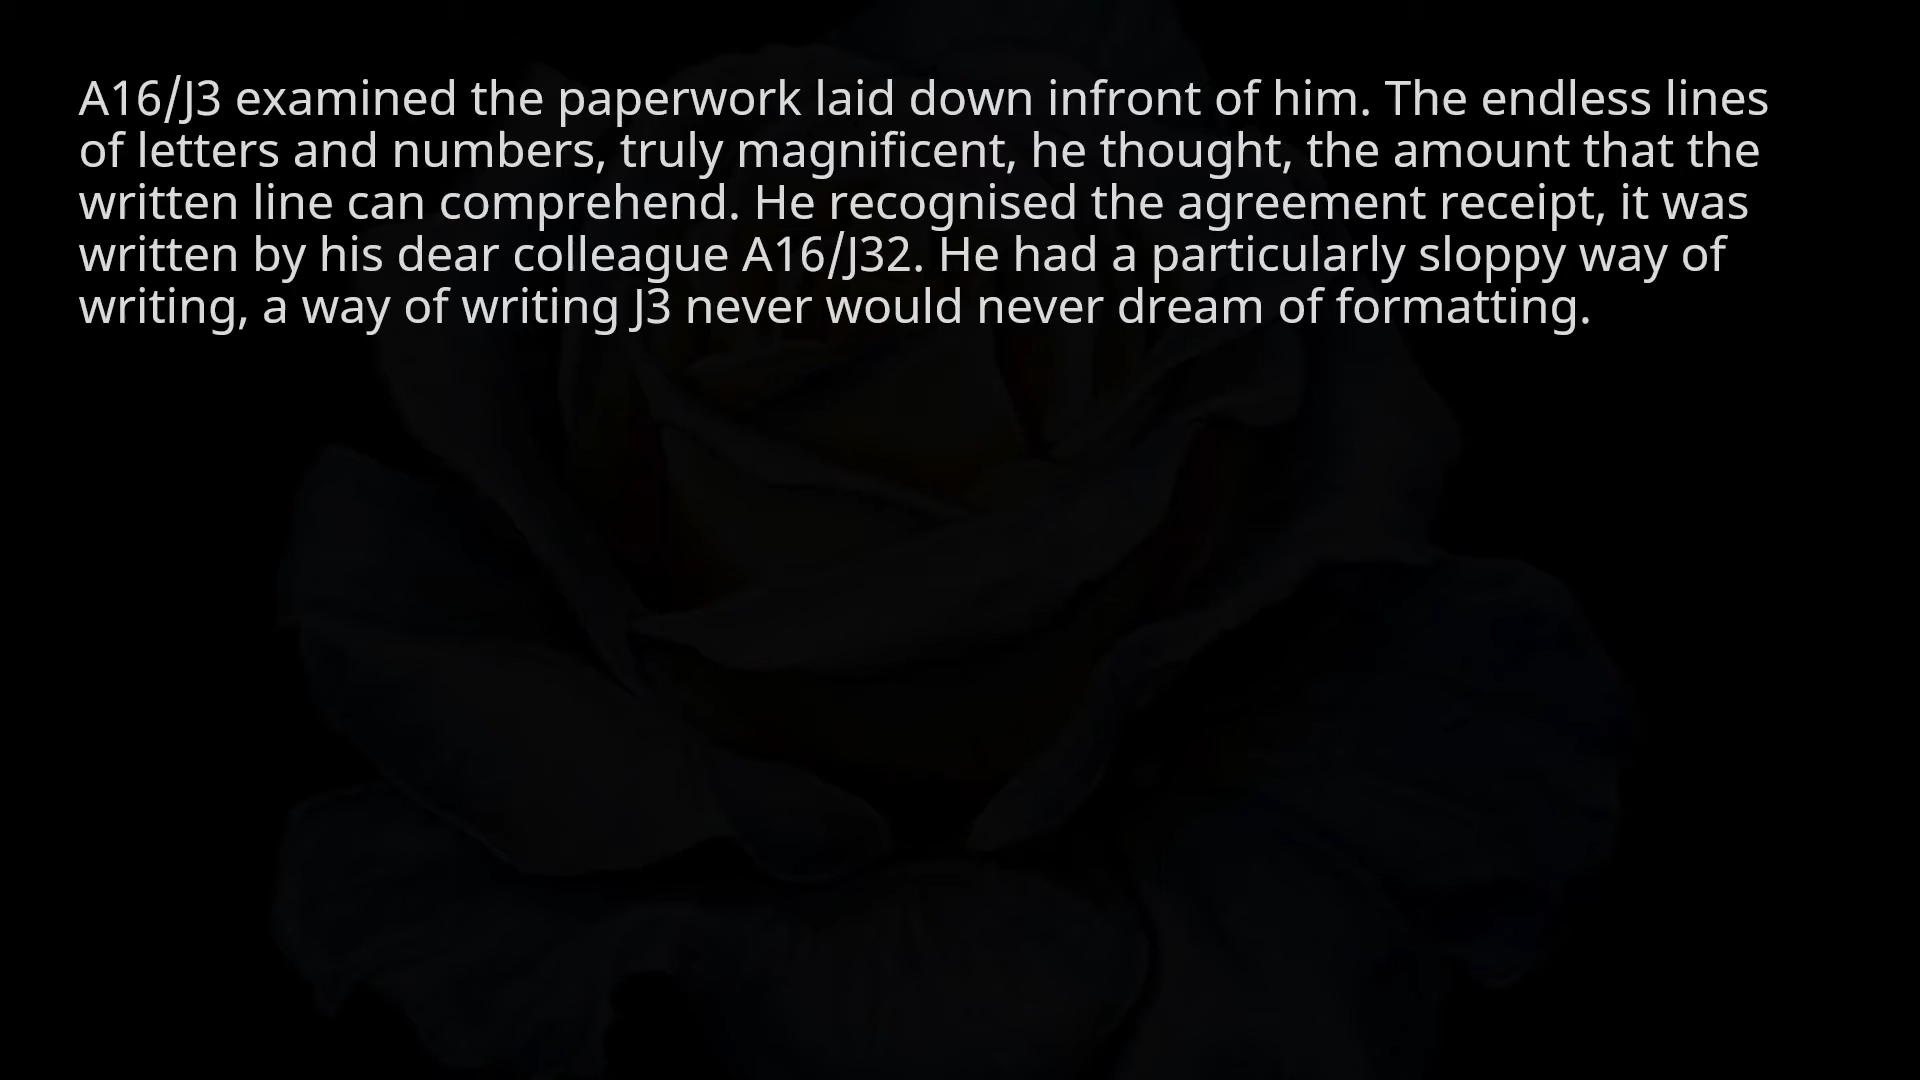 A16/J3 examined the paperwork laid down infront of him. The endless lines
of letters and numbers, truly magnificent, he thought, the amount that the
written line can comprehend. He recognised the agreement receipt, it was
written by his dear colleague A16/J32. He had a particularly sloppy way of
writing, a way of writing J3 never would never dream of formatting.